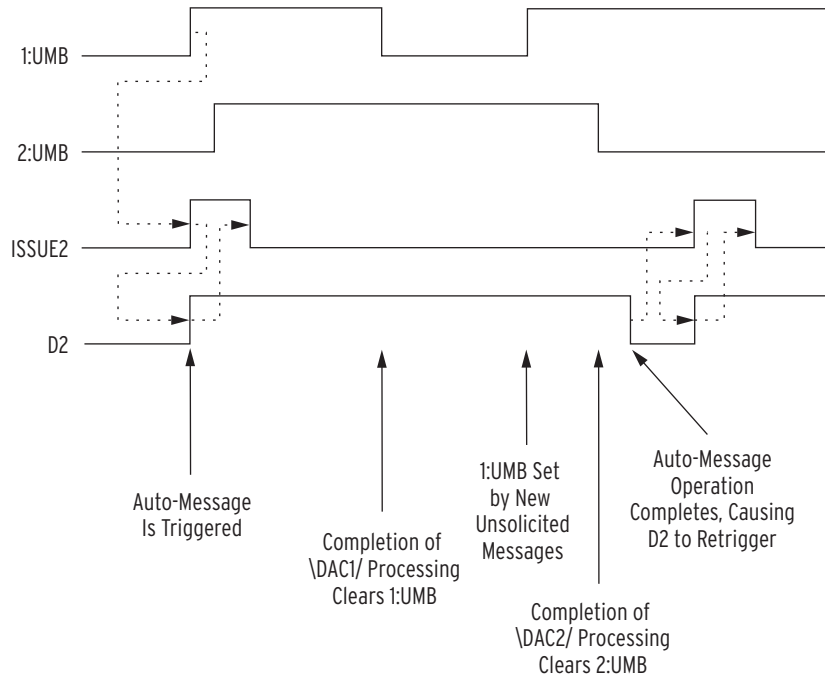 1:UMB
2:UMB
ISSUE2
D2
Auto-Message
Is Triggered
Completion of
\DAC1/ Processing
Clears 1:UMB
1:UMB Set
by New
Unsolicited
Messages
Completion of
\DAC2/ Processing
Clears 2:UMB
Auto-Message
Operation
Completes, Causing
D2 to Retrigger